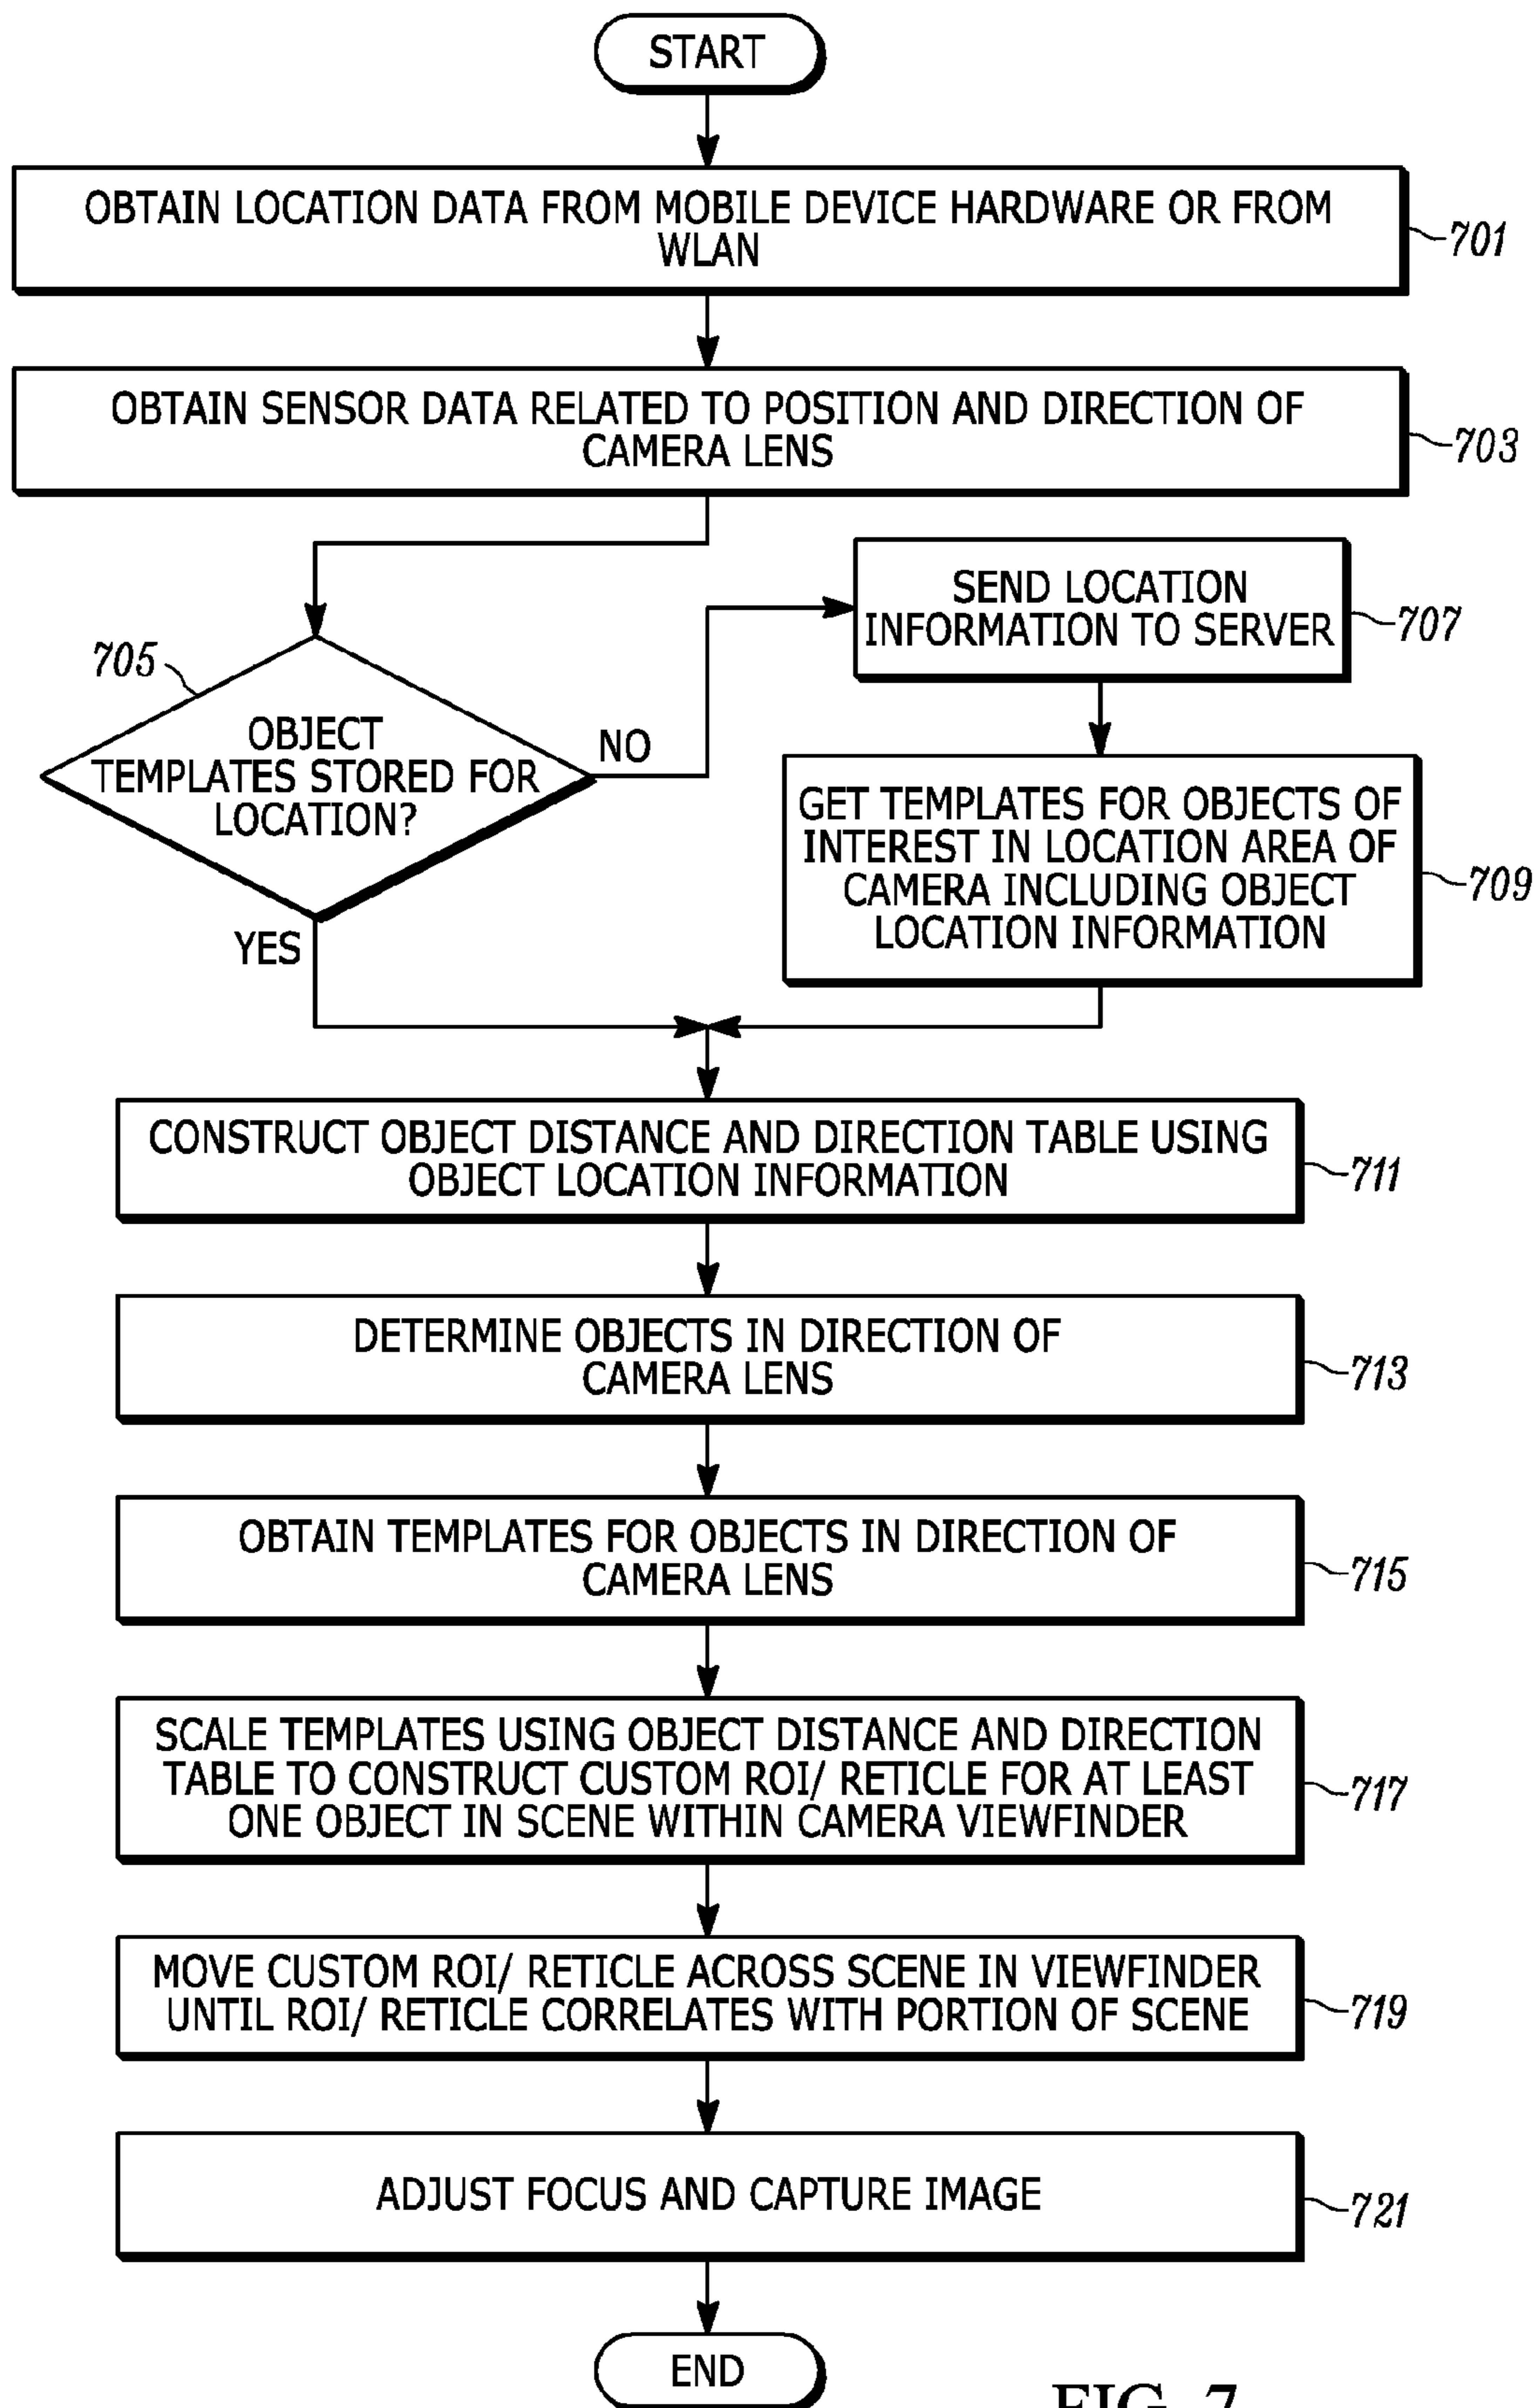 START
OBTAIN LOCATION DATA FROM MOBILE DEVICE HARDWARE OR FROM
WLAN
701
OBTAIN SENSOR DATA RELATED TO POSITION AND DIRECTION OF
CAMERA LENS
703
SEND LOCATION
INFORMATION TO SERVER
707
705
OBJECT
TEMPLATES STORED FOR
LOCATION?
NO
YES
GET TEMPLATES FOR OBJECTS OF
INTEREST IN LOCATION AREA OF
CAMERA INCLUDING OBJECT
LOCATION INFORMATION
709
CONSTRUCT OBJECT DISTANCE AND DIRECTION TABLE USING
OBJECT LOCATION INFORMATION
711
DETERMINE OBJECTS IN DIRECTION OF
CAMERA LENS
713
OBTAIN TEMPLATES FOR OBJECTS IN DIRECTION OF
CAMERA LENS
715
SCALE TEMPLATES USING OBJECT DISTANCE AND DIRECTION
TABLE TO CONSTRUCT CUSTOM ROI/ RETICLE FOR AT LEAST
ONE OBJECT IN SCENE WITHIN CAMERA VIEWFINDER
717
MOVE CUSTOM ROI/ RETICLE ACROSS SCENE IN VIEWFINDER
UNTIL ROI/ RETICLE CORRELATES WITH PORTION OF SCENE
719
ADJUST FOCUS AND CAPTURE IMAGE
721
END
FIG. 7